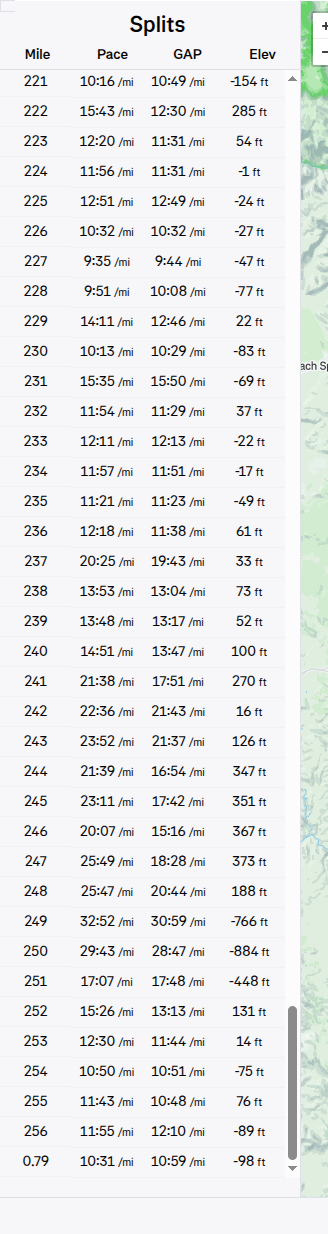 Splits
Mile Pace GAP Elev
221 10:16 /mi 10:49 /mi -154 ft
222 15:43 /mi 12:30 /mi 285 ft
223 12:20 /mi 11:31 /mi 54 ft
224 11:56 /mi 11:31 /mi -1 ft
225 12:51 /mi 12:49 /mi -24 ft
226 10:32 /mi 10:32 /mi -27 ft
227 9:35 /mi 9:44 /mi -47 ft
228 9:51 /mi 10:08 /mi -77 ft
229 14:11 /mi 12:46 /mi 22 ft
230 10:13 /mi 10:29 /mi -83 ft
231 15:35 /mi 15:50 /mi -69 ft
232 11:54 /mi 11:29 /mi 37 ft
233 12:11 /mi 12:13 /mi -22 ft
234 11:57 /mi 11:51 /mi -17 ft
235 11:21 /mi 11:23 /mi -49 ft
236 12:18 /mi 11:38 /mi 61 ft
237 20:25 /mi 19:43 /mi 33 ft
238 13:53 /mi 13:04 /mi 73 ft
239 13:48 /mi 13:17 /mi 52 ft
240 14:51 /mi 13:47 /mi 100 ft
241 21:38 /mi 17:51 /mi 270 ft
242 22:36 /mi 21:43 /mi 16 ft
243 23:52 /mi 21:37 /mi 126 ft
244 21:39 /mi 16:54 /mi 347 ft
245 23:11 /mi 17:42 /mi 351 ft
246 20:07 /mi 15:16 /mi 367 ft
247 25:49 /mi 18:28 /mi 373 ft
248 25:47 /mi 20:44 /mi 188 ft
249 32:52 /mi 30:59 /mi -766 ft
250 29:43 /mi 28:47 /mi -884 ft
251 17:07 /mi 17:48 /mi -448 ft
252 15:26 /mi 13:13 /mi 131 ft
253 12:30 /mi 11:44 /mi 14 ft
254 10:50 /mi 10:51 /mi -75 ft
255 11:43 /mi 10:48 /mi 76 ft
256 11:55 /mi 12:10 /mi -89 ft
0.79 10:31 /mi 10:59 /mi -98 ft
ach Sp